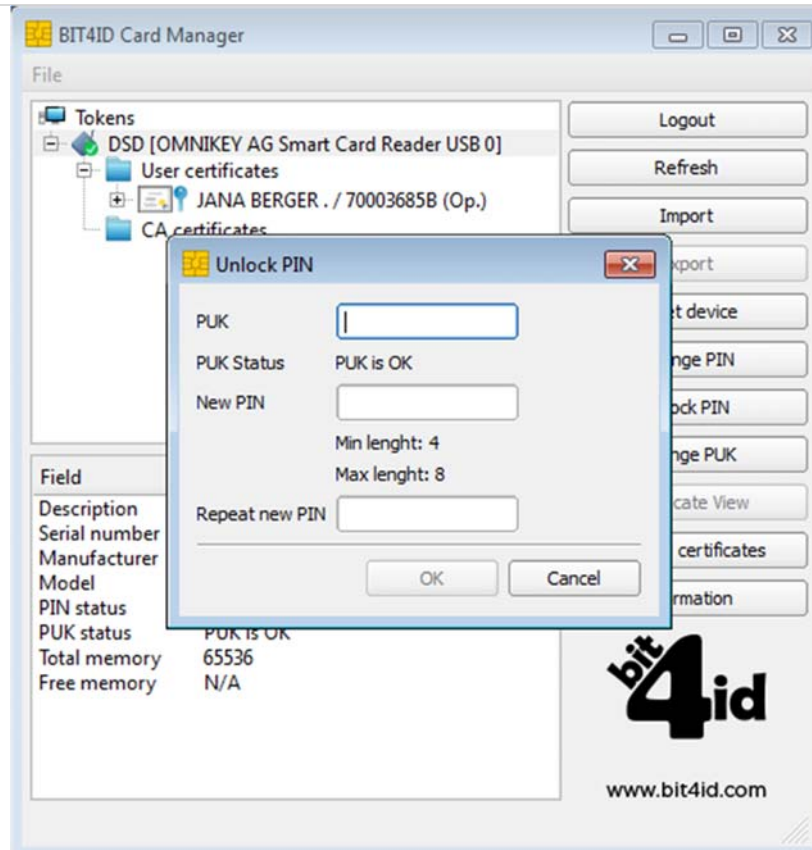 BIT4ID Card Manager
File
Tokens
DSD [OMNIKEY AG Smart Card Reader USB 0]
User certificates
JANA BERGER . / 70003685B (Op.)
CA certificates
Logout
Refresh
Import
xport
t device
nge PIN
ock PIN
nge PUK
cate View
certificates
rmation
Unlock PIN
PUK
PUK Status PUK is OK
New PIN
Min lenght: 4
Max lenght: 8
Repeat new PIN
OK Cancel
Field
Description
Serial number
Manufacturer
Model
PIN status
PUK status PUK is OK
Total memory 65536
Free memory N/A
bit4id
www.bit4id.com